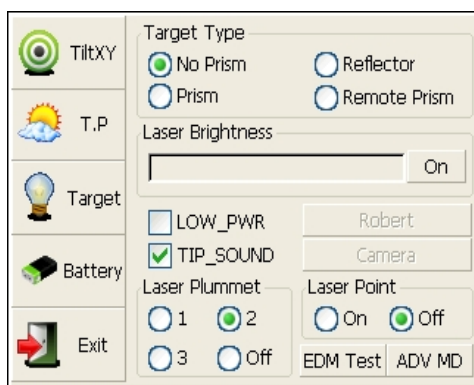 TiltXY
T.P
Target
Battery
Exit
Target Type
No Prism
Reflector
Prism
Remote Prism
Laser Brightness
On
LOW_PWR
Robert
TIP_SOUND
Camera
Laser Plummet
1
2
3
Off
Laser Point
On
Off
EDM Test
ADV MD